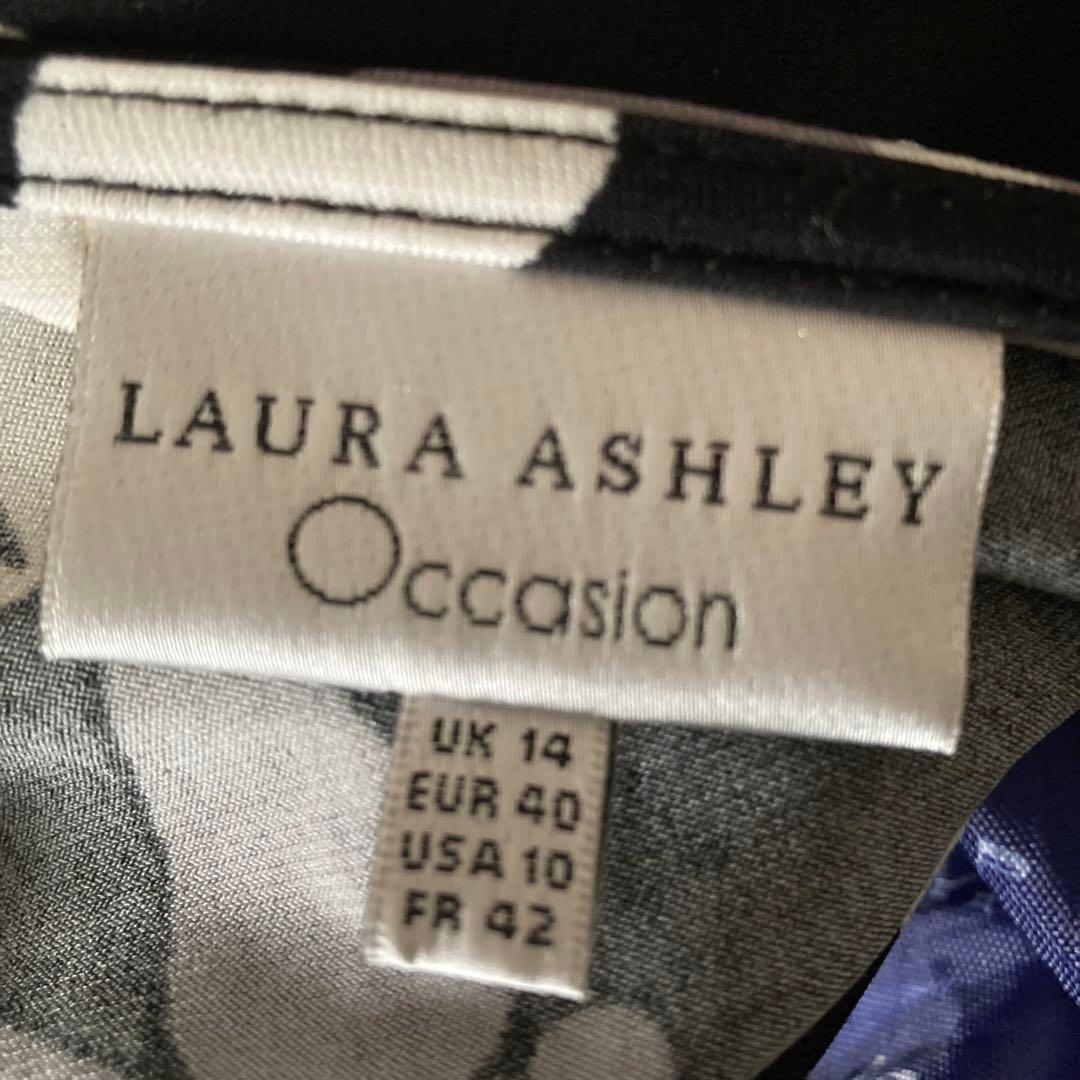 LAURA ASHLEY
Occasion
UK 14
EUR 40
USA 10
FR 42